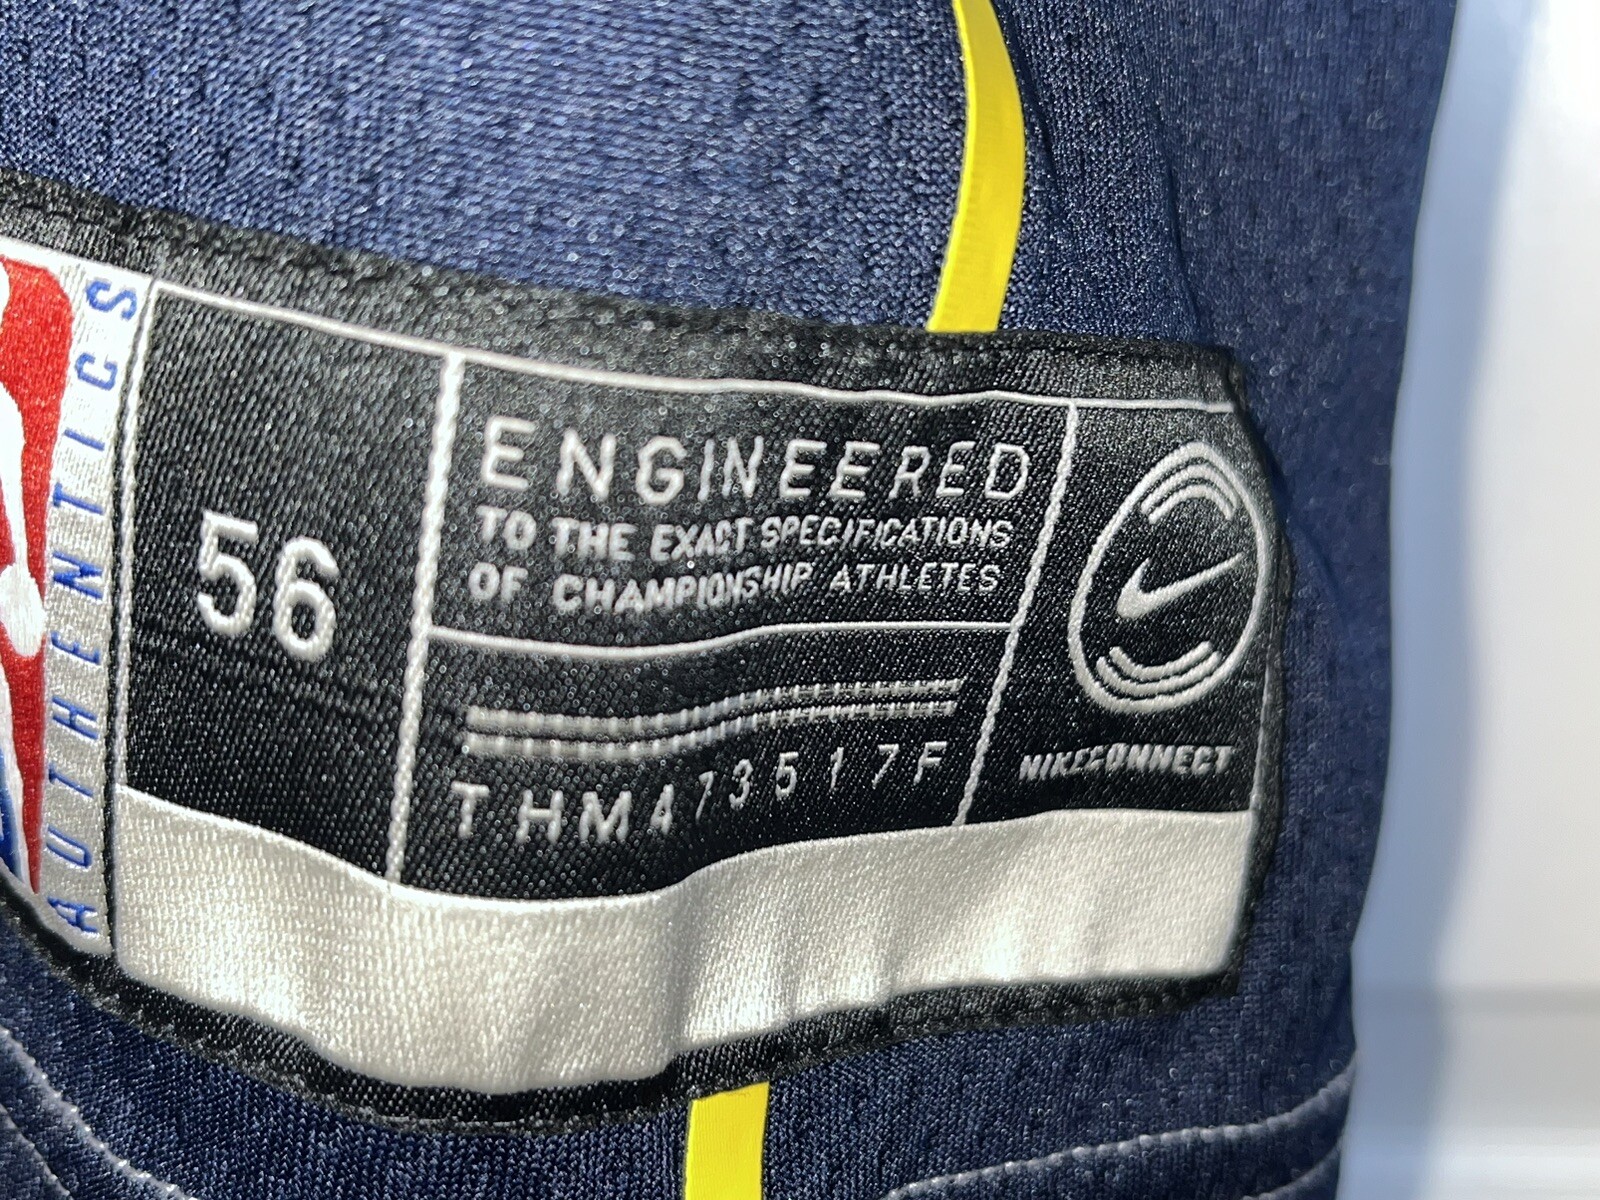 AUTHENTICS
56
ENGINEERED
TO THE EXACT SPECIFICATIONS
OF CHAMPIONSHIP ATHLETES
THM473517F
NIKECONNECT